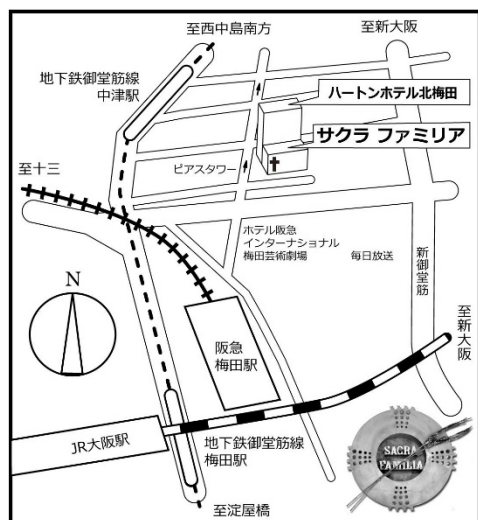 至西中島南方
至新大阪
地下鉄御堂筋線
中津駅
ハートンホテル北梅田
サクラ ファミリア
ピアスタワー
至十三
ホテル阪急
インターナショナル
梅田芸術劇場
毎日放送
新御堂筋
N
至新大阪
阪急
梅田駅
JR大阪駅
地下鉄御堂筋線
梅田駅
SACRA
FAMILIA
至淀屋橋